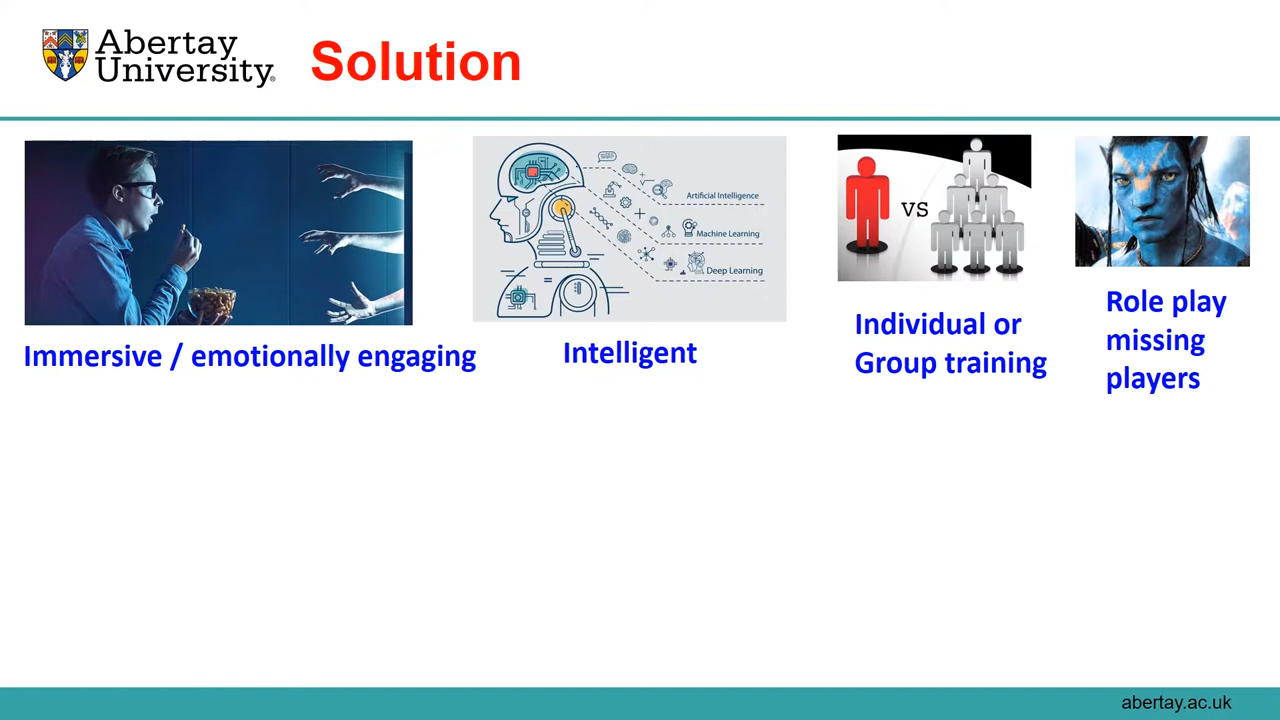 Abertay
University
Solution
Artificial Intelligence
Machine Learning
Deep Learning
VS
Immersive / emotionally engaging
Intelligent
Individual or
Group training
Role play
missing
players
abertay.ac.uk